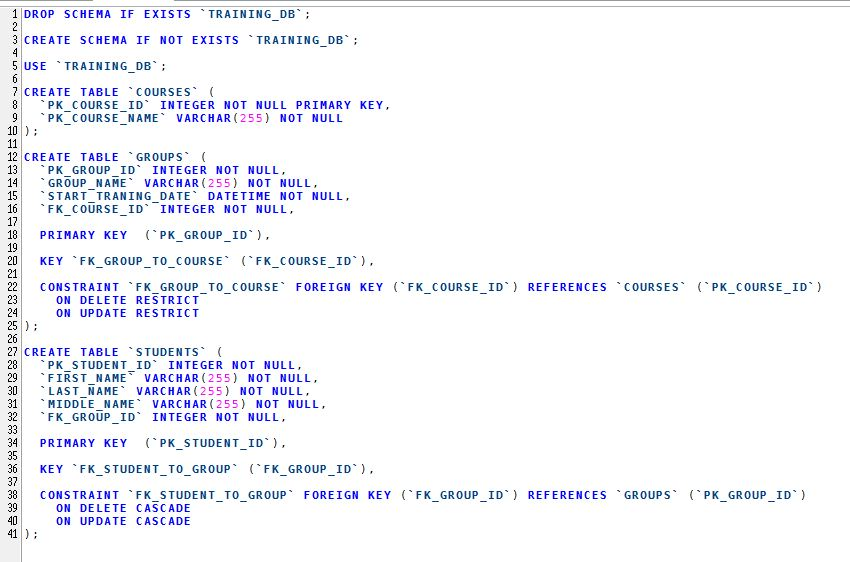 1 DROP SCHEMA IF EXISTS `TRAINING_DB`;
2
3 CREATE SCHEMA IF NOT EXISTS `TRAINING_DB`;
4
5 USE `TRAINING_DB`;
6
7 CREATE TABLE `COURSES` (
8   `PK_COURSE_ID` INTEGER NOT NULL PRIMARY KEY,
9   `PK_COURSE_NAME` VARCHAR(255) NOT NULL
10 );
11
12 CREATE TABLE `GROUPS` (
13   `PK_GROUP_ID` INTEGER NOT NULL,
14   `GROUP_NAME` VARCHAR(255) NOT NULL,
15   `START_TRANING_DATE` DATETIME NOT NULL,
16   `FK_COURSE_ID` INTEGER NOT NULL,
17
18   PRIMARY KEY  (`PK_GROUP_ID`),
19
20   KEY `FK_GROUP_TO_COURSE` (`FK_COURSE_ID`),
21
22   CONSTRAINT `FK_GROUP_TO_COURSE` FOREIGN KEY (`FK_COURSE_ID`) REFERENCES `COURSES` (`PK_COURSE_ID`)
23     ON DELETE RESTRICT
24     ON UPDATE RESTRICT
25 );
26
27 CREATE TABLE `STUDENTS` (
28   `PK_STUDENT_ID` INTEGER NOT NULL,
29   `FIRST_NAME` VARCHAR(255) NOT NULL,
30   `LAST_NAME` VARCHAR(255) NOT NULL,
31   `MIDDLE_NAME` VARCHAR(255) NOT NULL,
32   `FK_GROUP_ID` INTEGER NOT NULL,
33
34   PRIMARY KEY  (`PK_STUDENT_ID`),
35
36   KEY `FK_STUDENT_TO_GROUP` (`FK_GROUP_ID`),
37
38   CONSTRAINT `FK_STUDENT_TO_GROUP` FOREIGN KEY (`FK_GROUP_ID`) REFERENCES `GROUPS` (`PK_GROUP_ID`)
39     ON DELETE CASCADE
40     ON UPDATE CASCADE
41 );